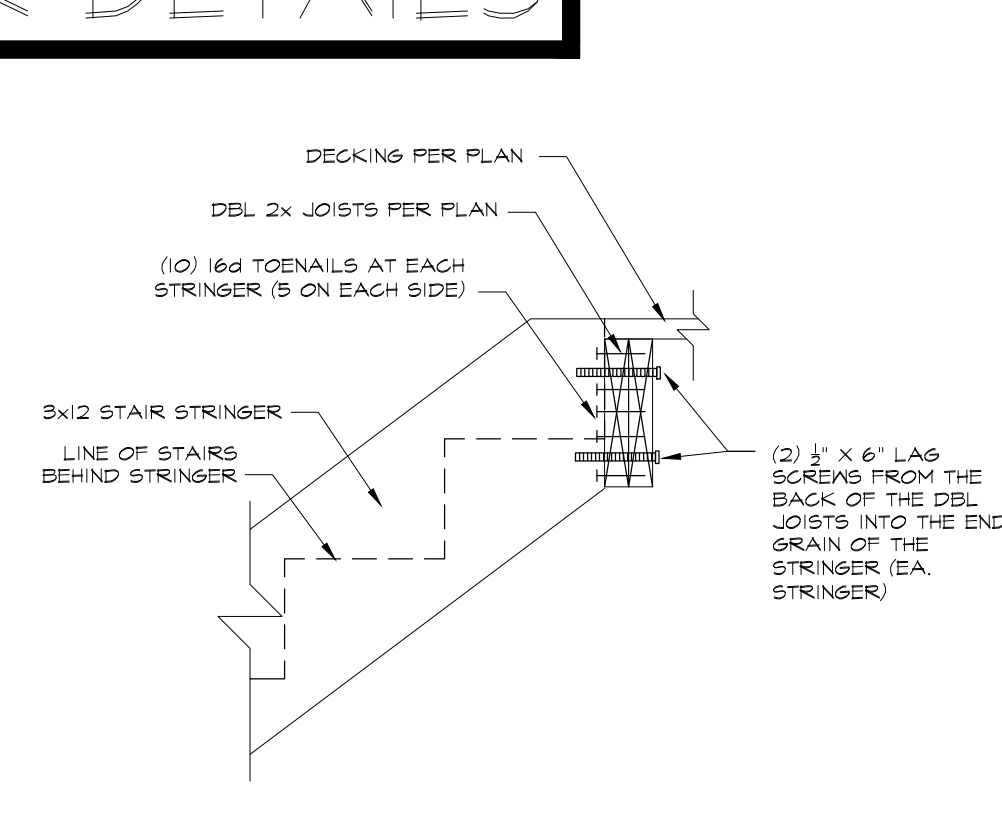 DETAILS
DECKING PER PLAN
DBL 2x JOISTS PER PLAN
(10) 16d TOENAILS AT EACH
STRINGER (5 ON EACH SIDE)
3x12 STAIR STRINGER
LINE OF STAIRS
BEHIND STRINGER
(2) ½" X 6" LAG
SCREWS FROM THE
BACK OF THE DBL
JOISTS INTO THE END
GRAIN OF THE
STRINGER (EA.
STRINGER)